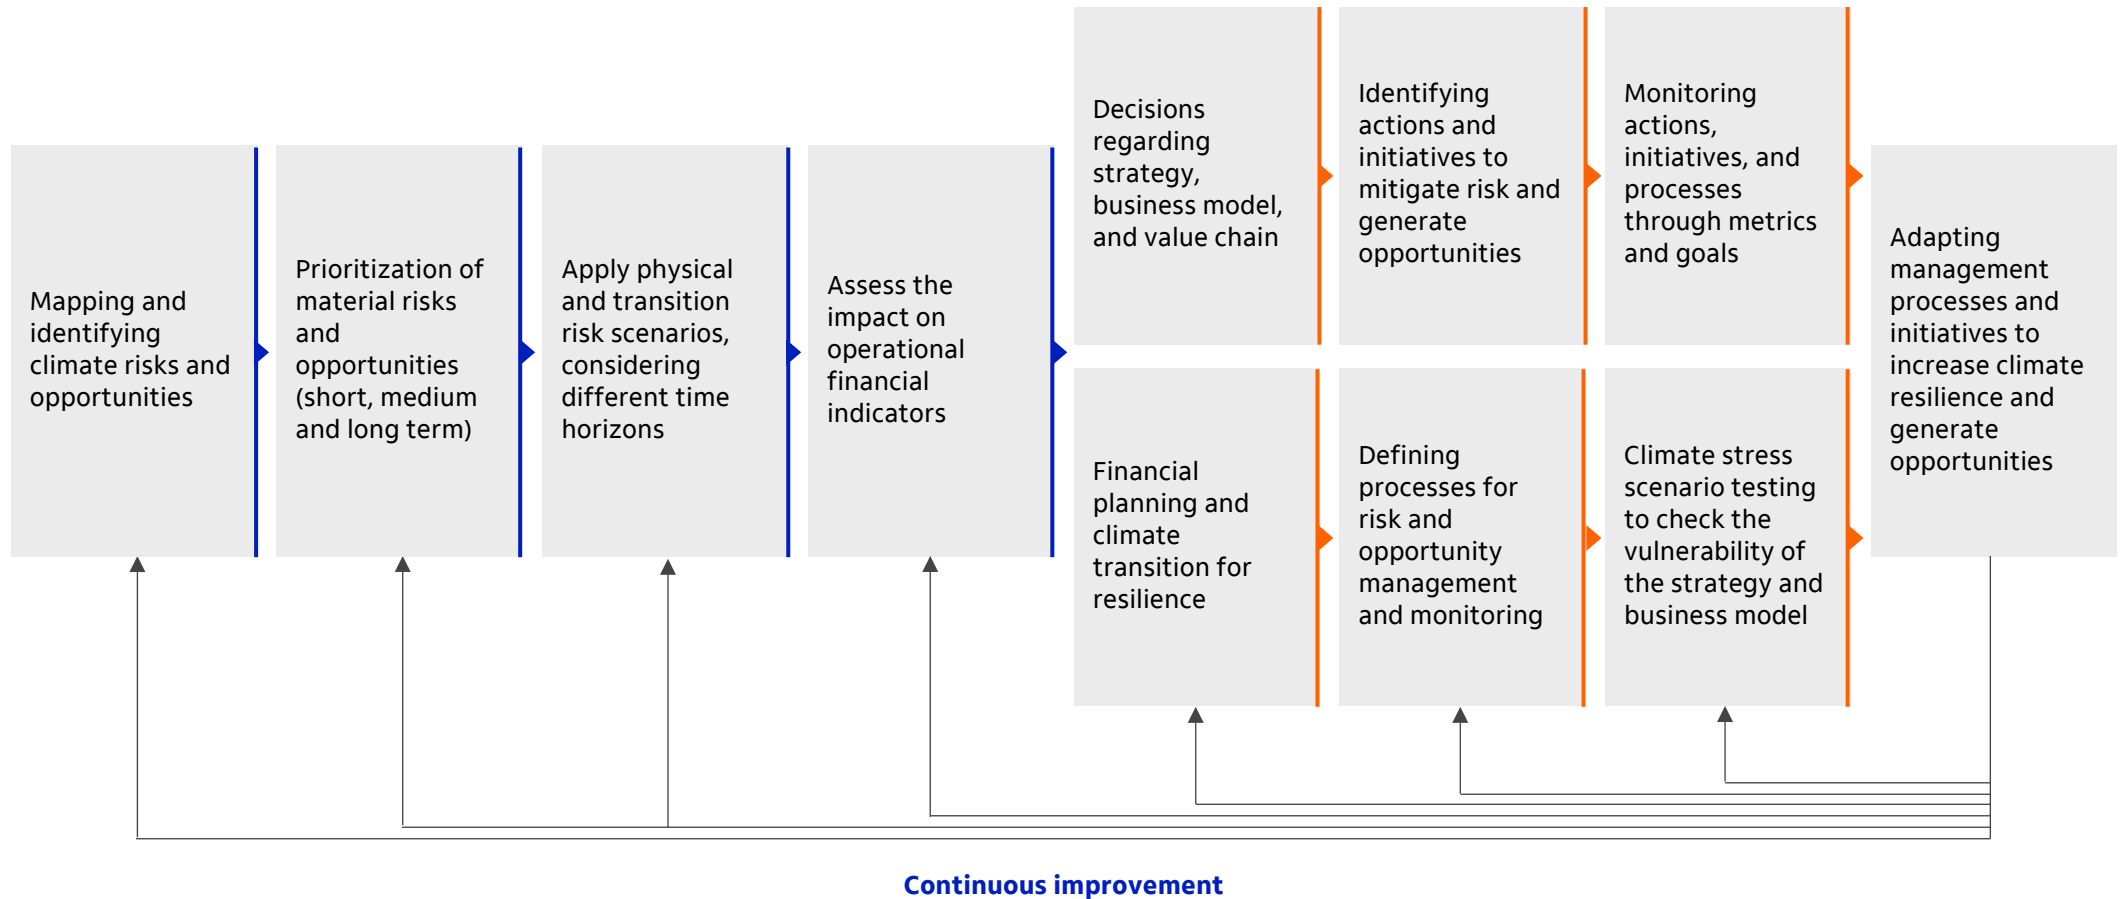 Mapping and
identifying
climate risks and
opportunities
Prioritization of
material risks
and
opportunities
(short, medium
and long term)
Apply physical
and transition
risk scenarios,
considering
different time
horizons
Assess the
impact on
operational
financial
indicators
Decisions
regarding
strategy,
business model,
and value chain
Identifying
actions and
initiatives to
mitigate risk and
generate
opportunities
Monitoring
actions,
initiatives, and
processes
through metrics
and goals
Financial
planning and
climate
transition for
resilience
Defining
processes for
risk and
opportunity
management
and monitoring
Climate stress
scenario testing
to check the
vulnerability of
the strategy and
business model
Adapting
management
processes and
initiatives to
increase climate
resilience and
generate
opportunities
Continuous improvement